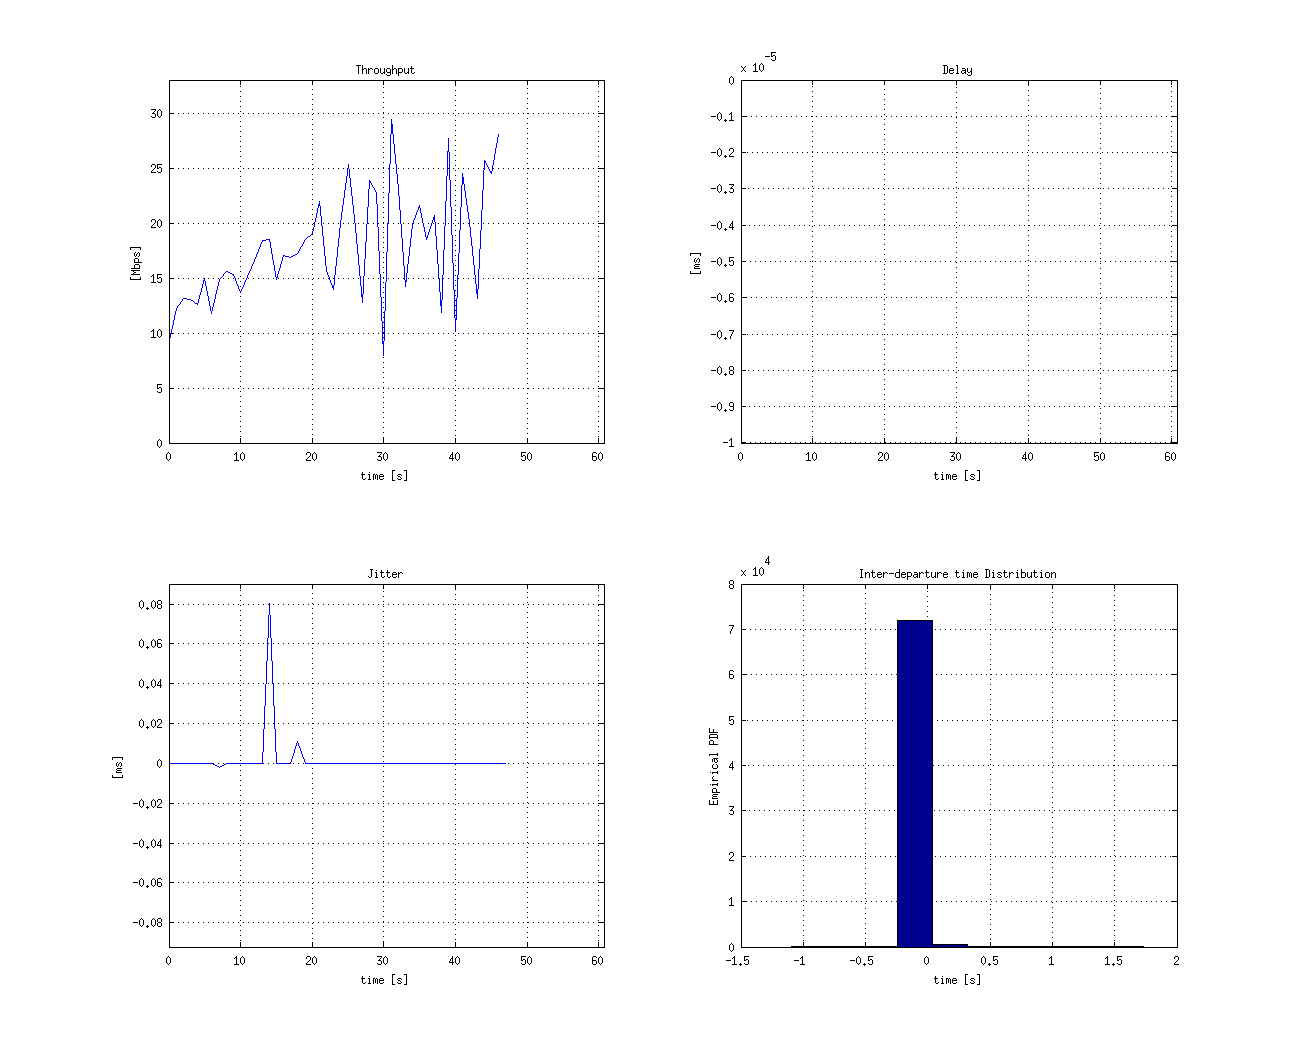 Throughput
30
25
20
15
10
5
0
[Mbps]
0 10 20 30 40 50 60
time [s]
x 10^-5
Delay
0
-0.1
-0.2
-0.3
-0.4
-0.5
-0.6
-0.7
-0.8
-0.9
-1
[ms]
0 10 20 30 40 50 60
time [s]
Jitter
0.08
0.06
0.04
0.02
0
-0.02
-0.04
-0.06
-0.08
[ms]
0 10 20 30 40 50 60
time [s]
x 10^4
Inter-departure time Distribution
8
7
6
5
4
3
2
1
0
Empirical PDF
-1.5 -1 -0.5 0 0.5 1 1.5 2
time [s]